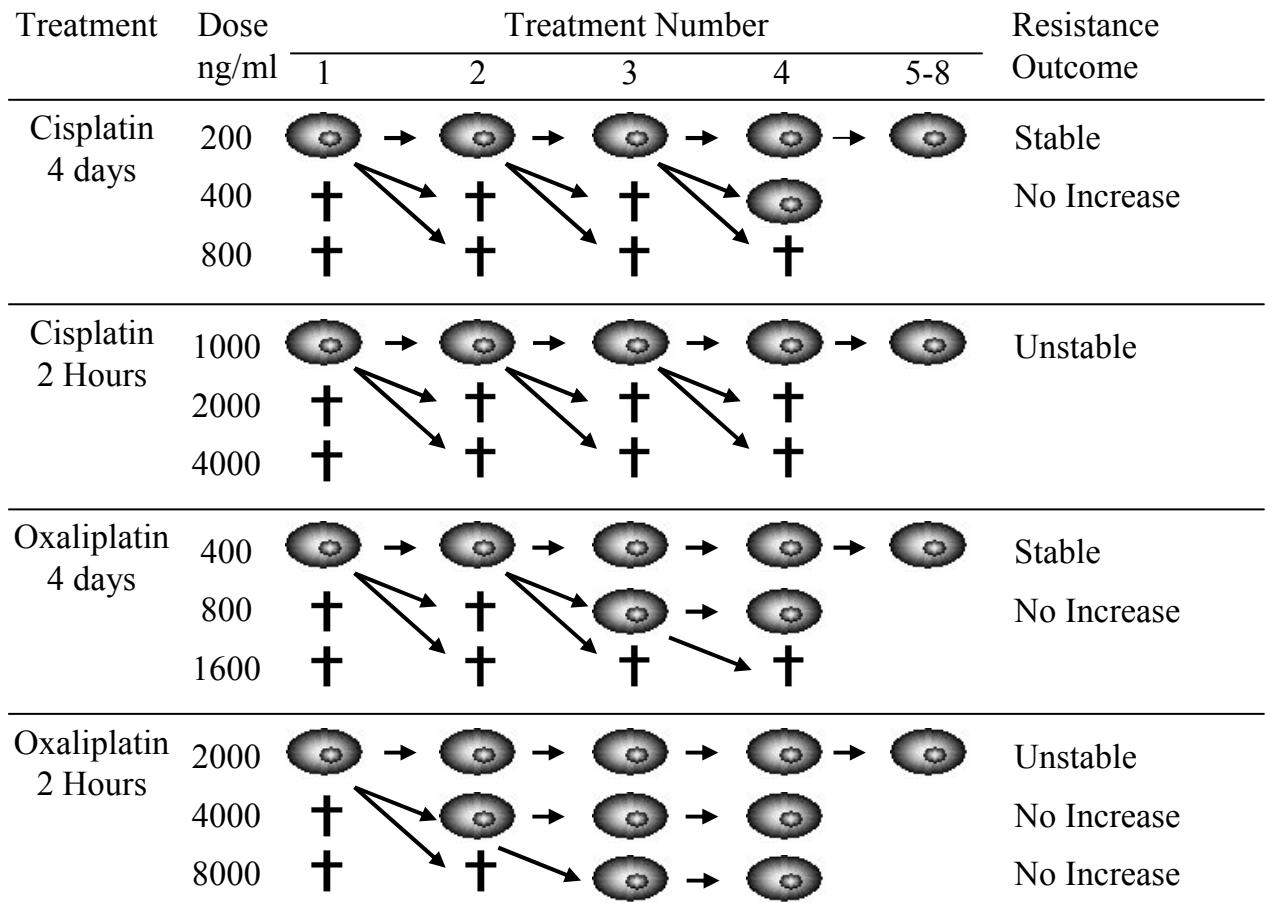 Treatment Dose ng/ml Treatment Number Resistance Outcome
1 2 3 4 5-8
Cisplatin 4 days
200 Stable
400 No Increase
800
Cisplatin 2 Hours
1000 Unstable
2000
4000
Oxaliplatin 4 days
400 Stable
800 No Increase
1600
Oxaliplatin 2 Hours
2000 Unstable
4000 No Increase
8000 No Increase